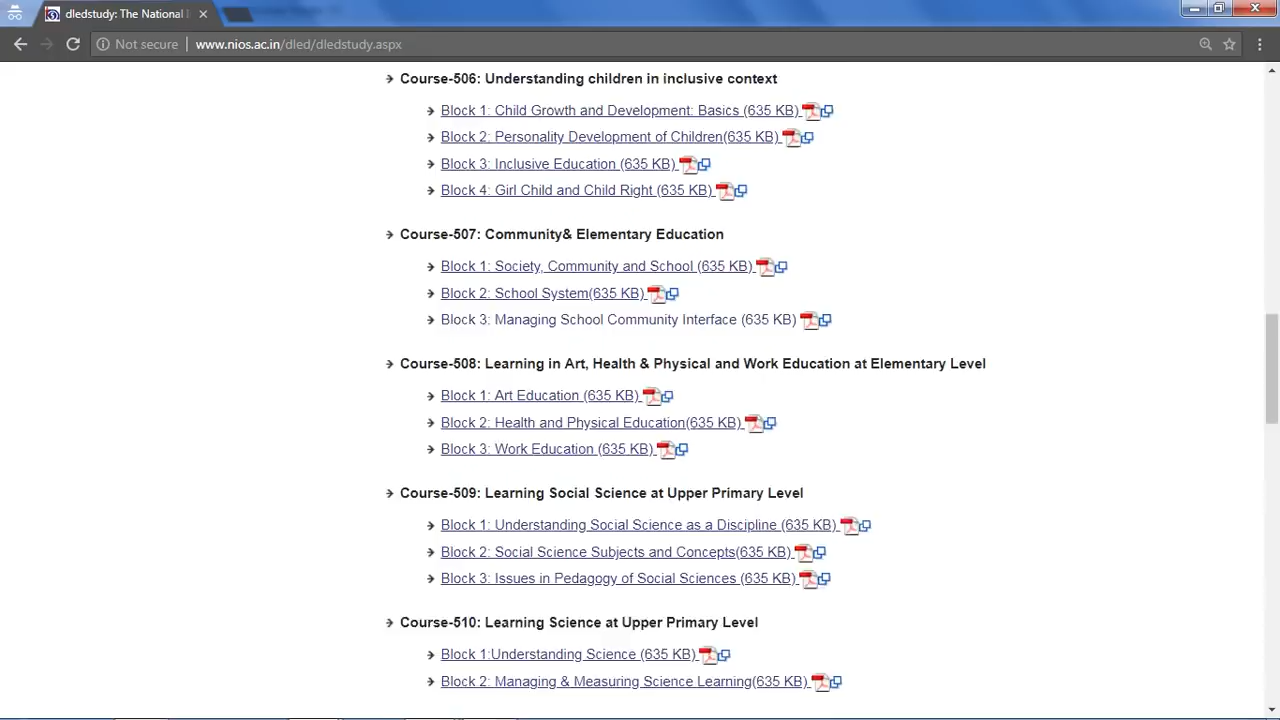 dledstudy: The National
Not secure www.nios.ac.in/dled/dledstudy.aspx
Course-506: Understanding children in inclusive context
Block 1: Child Growth and Development: Basics (635 KB)
Block 2: Personality Development of Children(635 KB)
Block 3: Inclusive Education (635 KB)
Block 4: Girl Child and Child Right (635 KB)
Course-507: Community& Elementary Education
Block 1: Society, Community and School (635 KB)
Block 2: School System(635 KB)
Block 3: Managing School Community Interface (635 KB)
Course-508: Learning in Art, Health & Physical and Work Education at Elementary Level
Block 1: Art Education (635 KB)
Block 2: Health and Physical Education(635 KB)
Block 3: Work Education (635 KB)
Course-509: Learning Social Science at Upper Primary Level
Block 1: Understanding Social Science as a Discipline (635 KB)
Block 2: Social Science Subjects and Concepts(635 KB)
Block 3: Issues in Pedagogy of Social Sciences (635 KB)
Course-510: Learning Science at Upper Primary Level
Block 1:Understanding Science (635 KB)
Block 2: Managing & Measuring Science Learning(635 KB)